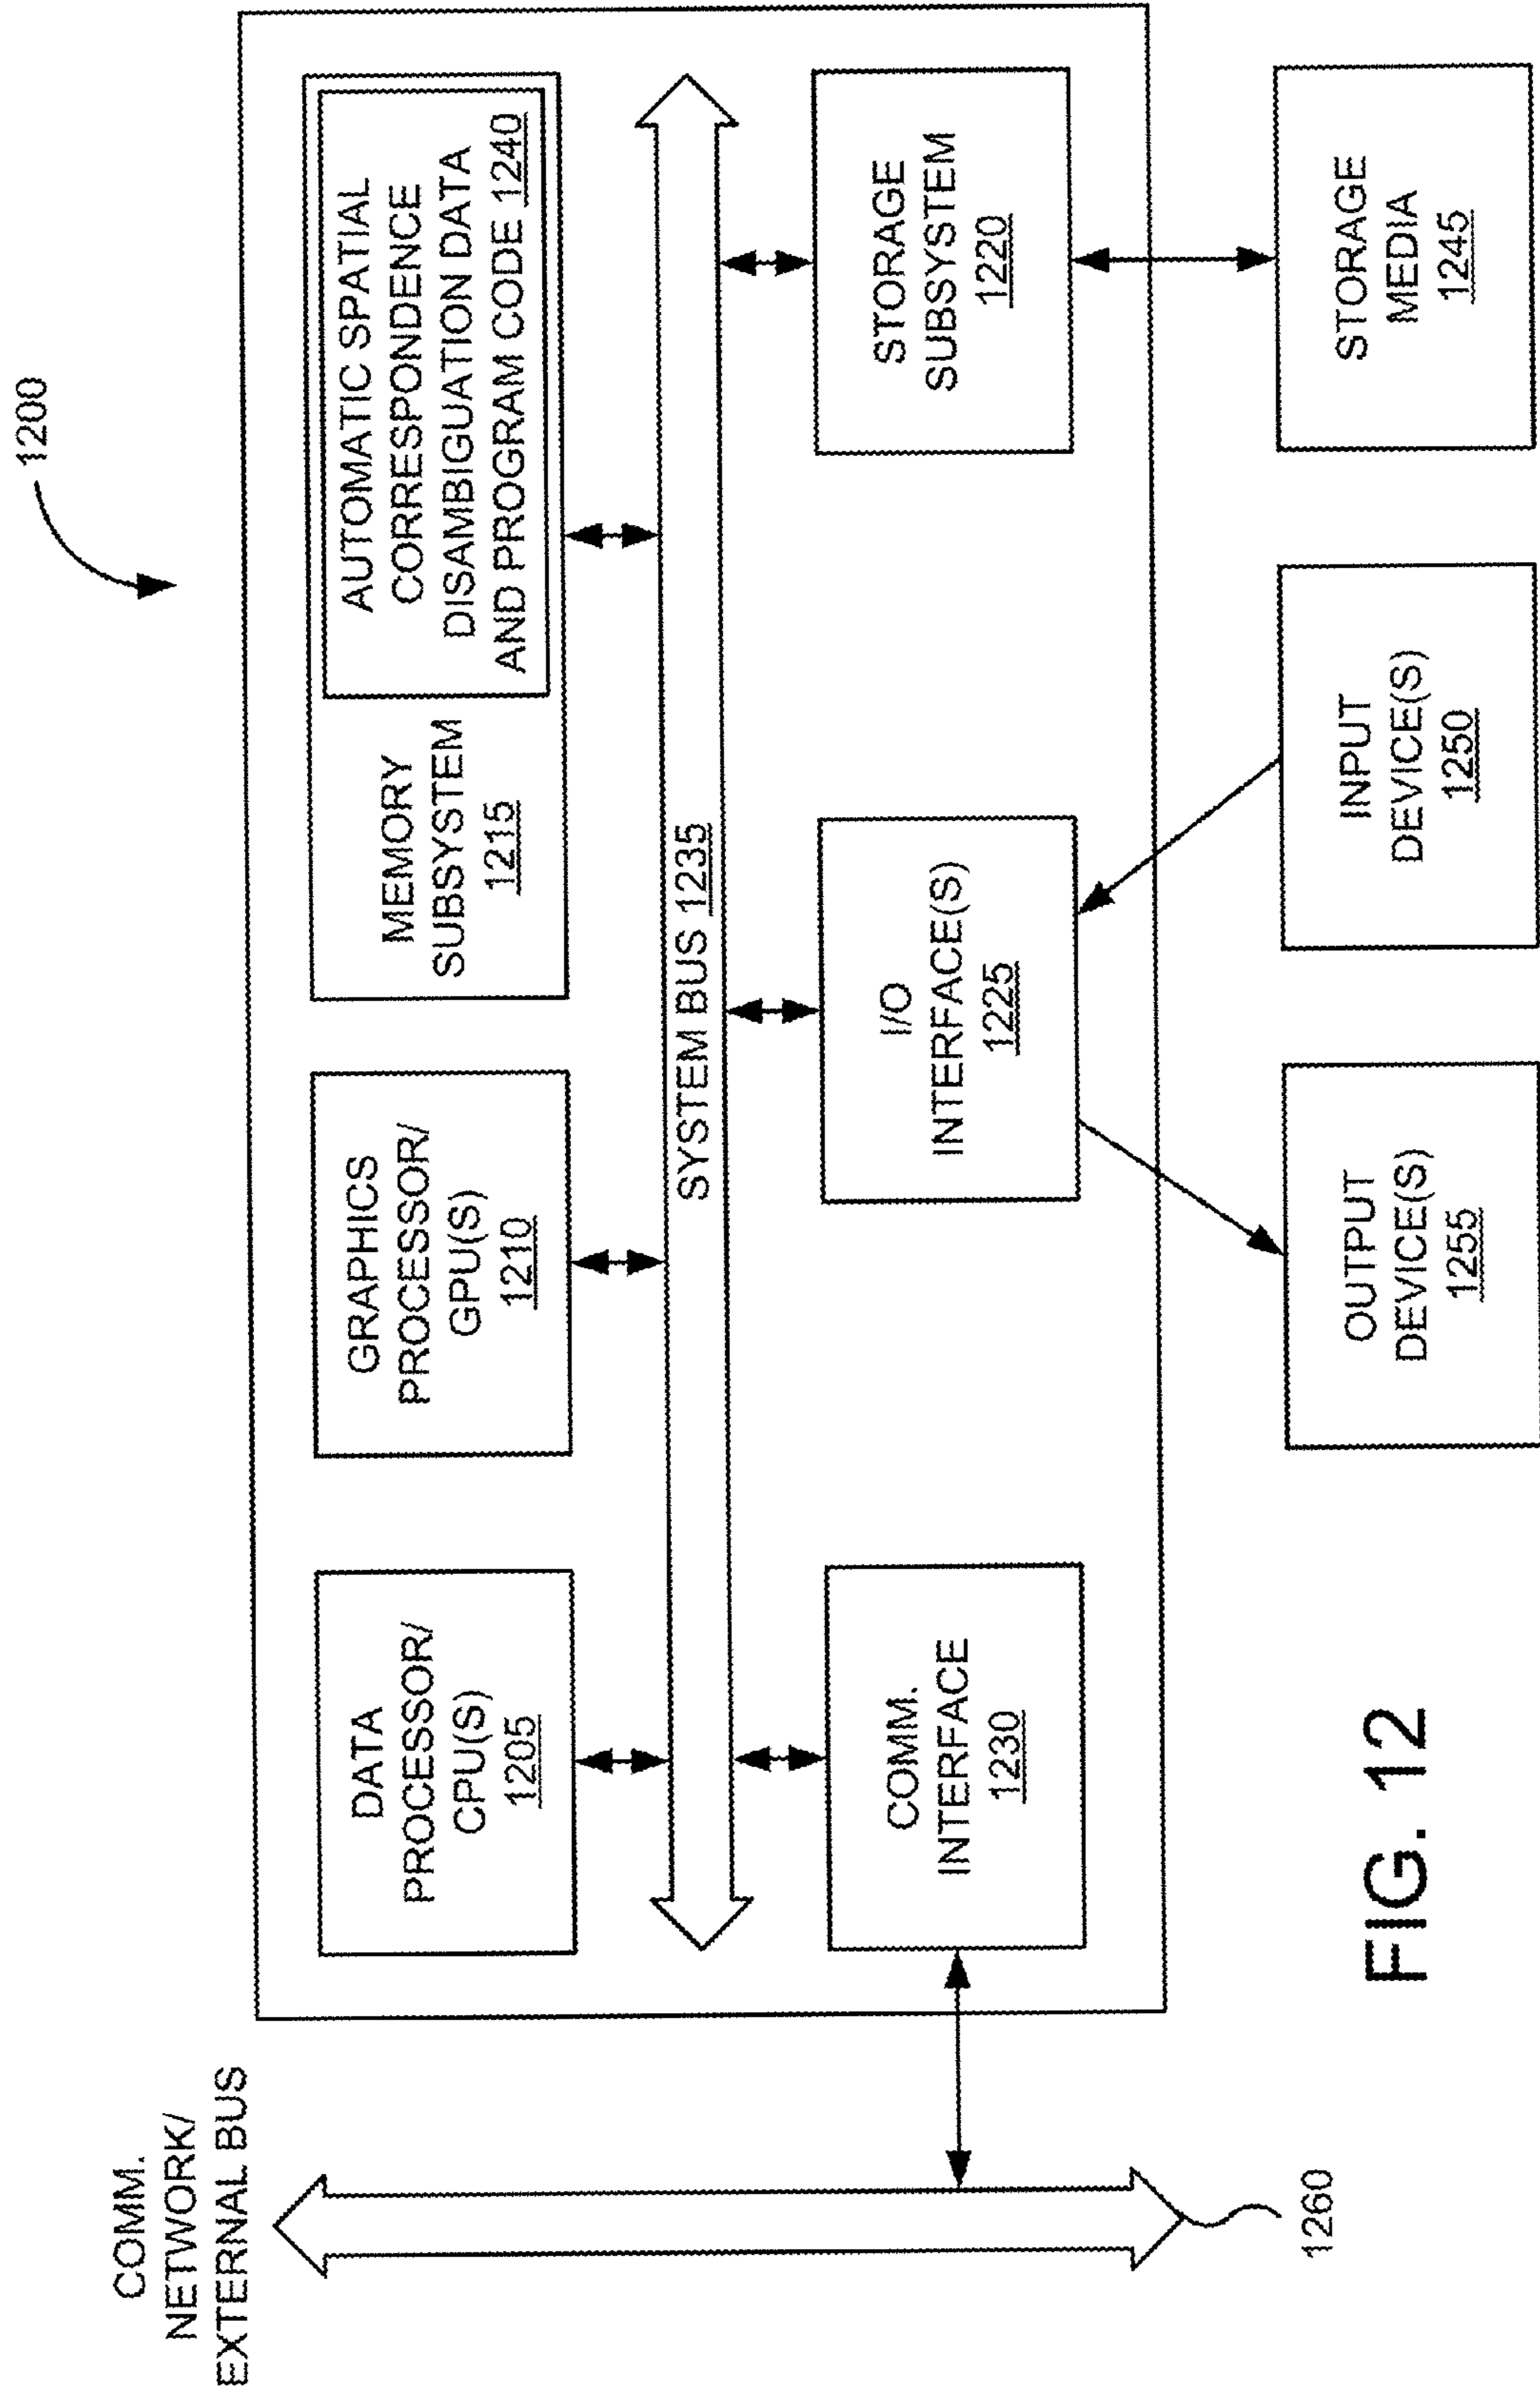 1200
COMM.
NETWORK/
EXTERNAL BUS
DATA
PROCESSOR/
CPU(S)
1205
GRAPHICS
PROCESSOR/
GPU(S)
1210
MEMORY
SUBSYSTEM
1215
AUTOMATIC SPATIAL
CORRESPONDENCE
DISAMBIGUATION DATA
AND PROGRAM CODE 1240
SYSTEM BUS 1235
COMM.
INTERFACE
1230
I/O
INTERFACE(S)
1225
STORAGE
SUBSYSTEM
1220
1260
OUTPUT
DEVICE(S)
1255
INPUT
DEVICE(S)
1250
STORAGE
MEDIA
1245
FIG. 12